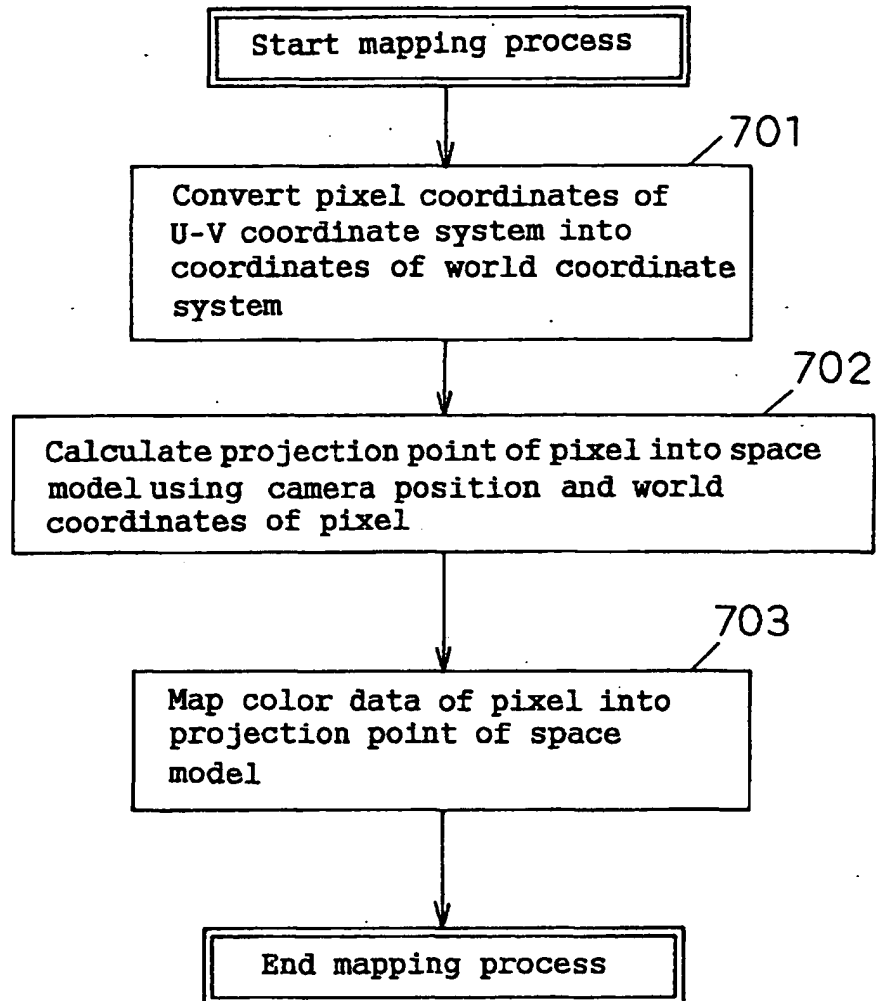 Start mapping process
701
Convert pixel coordinates of
U-V coordinate system into
coordinates of world coordinate
system
702
Calculate projection point of pixel into space
model using camera position and world
coordinates of pixel
703
Map color data of pixel into
projection point of space
model
End mapping process